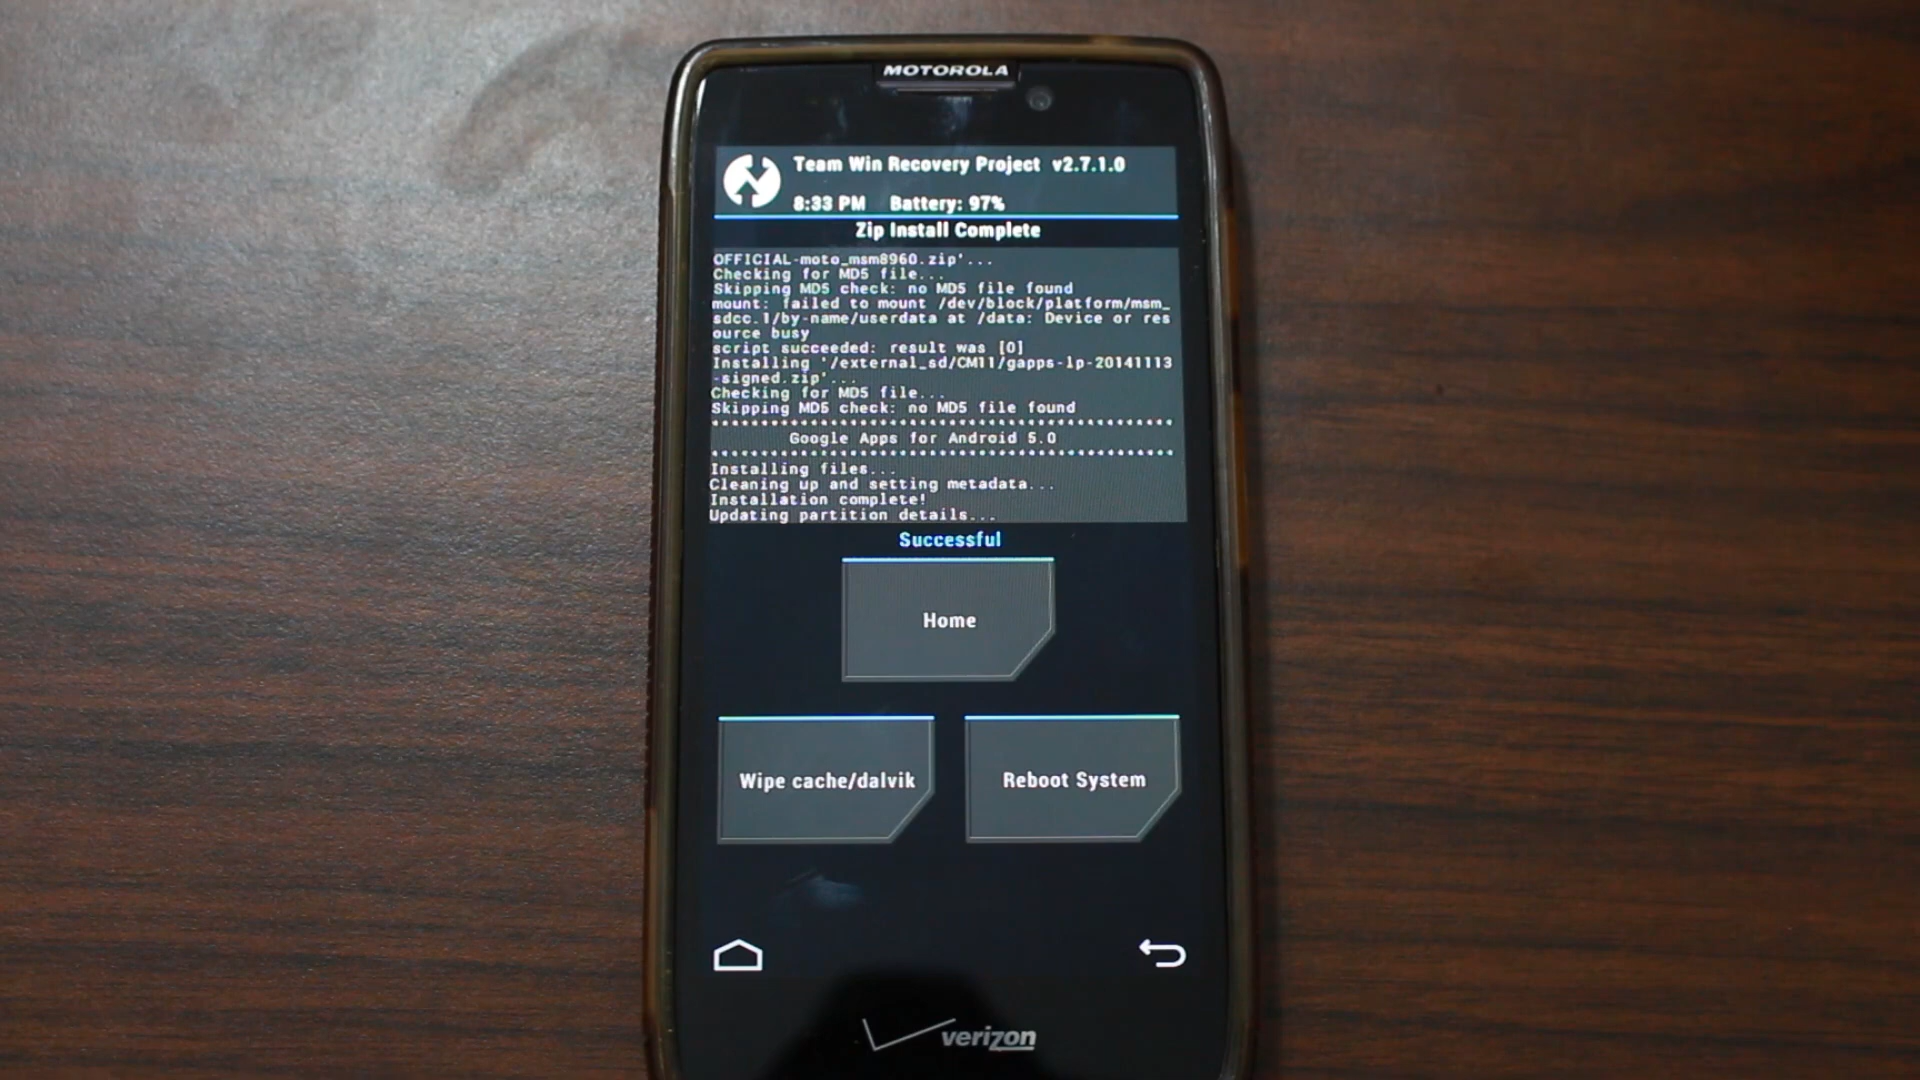 MOTOROLA
Team Win Recovery Project v2.7.1.0
8:33 PM Battery: 97%
Zip Install Complete
OFFICIAL-moto_msm8960.zip'...
Checking for MD5 file...
Skipping MD5 check: no MD5 file found
mount: failed to mount /dev/block/platform/msm_
sdcc.1/by-name/userdata at /data: Device or res
ource busy
script succeeded: result was [0]
Installing '/external_sd/CM11/gapps-lp-20141113
-signed.zip'...
Checking for MD5 file...
Skipping MD5 check: no MD5 file found
***********************************************
Google Apps for Android 5.0
***********************************************
Installing files...
Cleaning up and setting metadata...
Installation complete!
Updating partition details...
Successful
Home
Wipe cache/dalvik
Reboot System
verizon